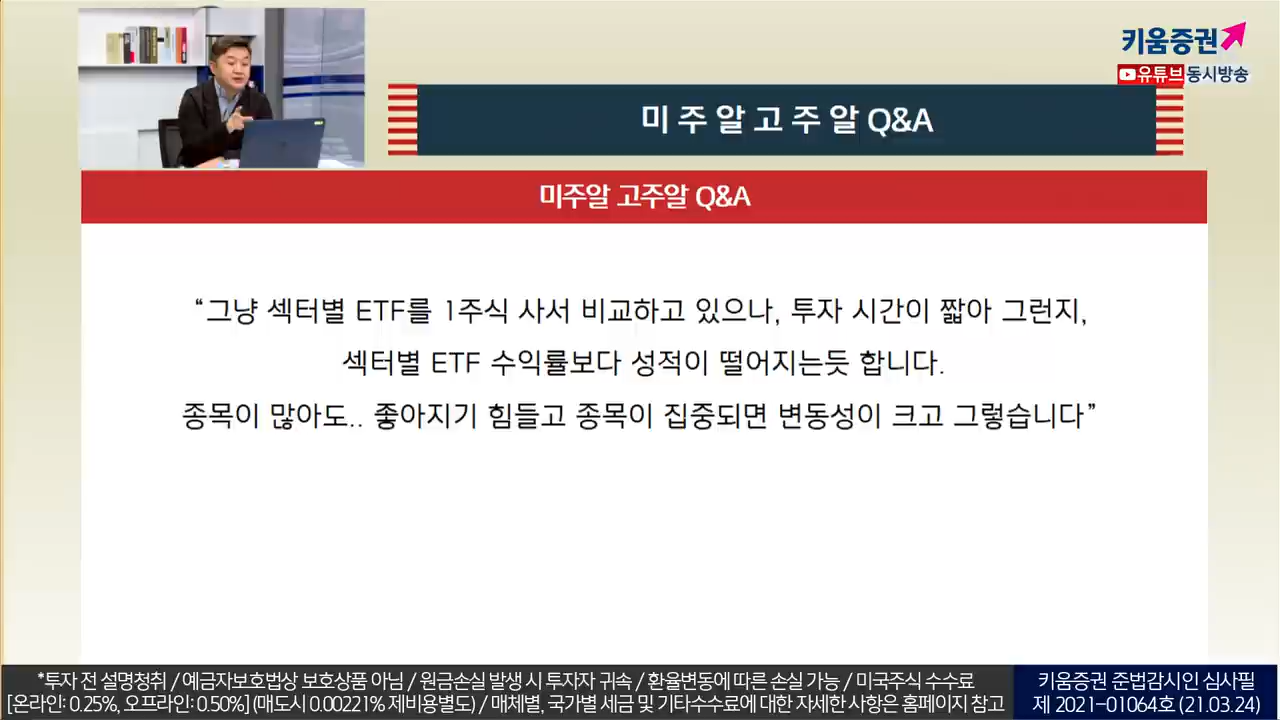 키움증권
유튜브 동시방송
미 주 알 고 주 알 Q&A
미주알 고주알 Q&A
“그냥 섹터별 ETF를 1주식 사서 비교하고 있으나, 투자 시간이 짧아 그런지,
섹터별 ETF 수익률보다 성적이 떨어지는듯 합니다.
종목이 많아도.. 좋아지기 힘들고 종목이 집중되면 변동성이 크고 그렇습니다”
*투자 전 설명청취 / 예금자보호법상 보호상품 아님 / 원금손실 발생 시 투자자 귀속 / 환율변동에 따른 손실 가능 / 미국주식 수수료
[온라인: 0.25%, 오프라인: 0.50%] (매도시 0.00221% 제비용별도) / 매체별, 국가별 세금 및 기타수수료에 대한 자세한 사항은 홈페이지 참고
키움증권 준법감시인 심사필
제 2021-01064호 (21.03.24)